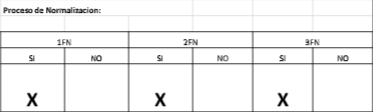 Proceso de Normalizacion:
1FN 2FN 3FN
SI NO SI NO SI NO
X X X